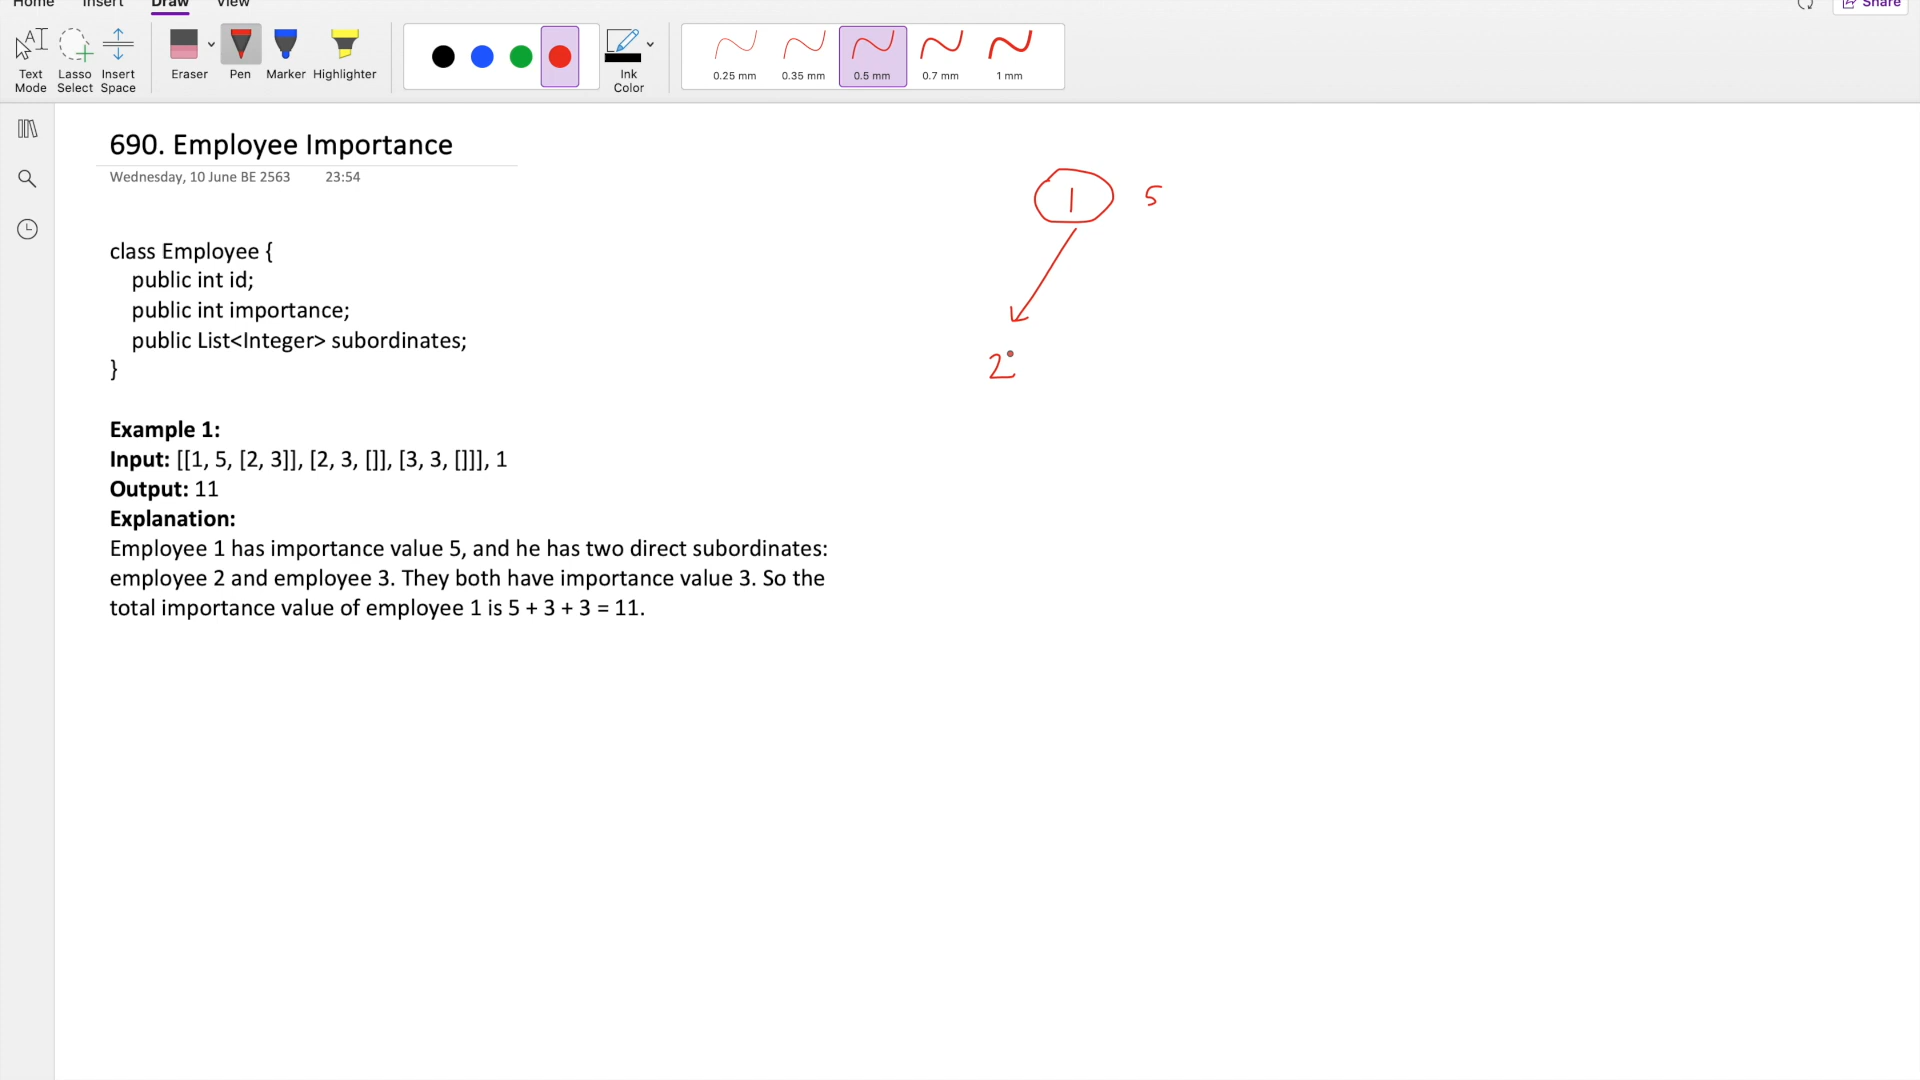 Home Insert Draw View
Share
Text Mode
Lasso Select
Insert Space
Eraser
Pen
Marker
Highlighter
Ink Color
0.25 mm
0.35 mm
0.5 mm
0.7 mm
1 mm
690. Employee Importance
Wednesday, 10 June BE 2563 23:54
class Employee {
public int id;
public int importance;
public List<Integer> subordinates;
}
Example 1:
Input: [[1, 5, [2, 3]], [2, 3, []], [3, 3, []]], 1
Output: 11
Explanation:
Employee 1 has importance value 5, and he has two direct subordinates:
employee 2 and employee 3. They both have importance value 3. So the
total importance value of employee 1 is 5 + 3 + 3 = 11.
1 5
2